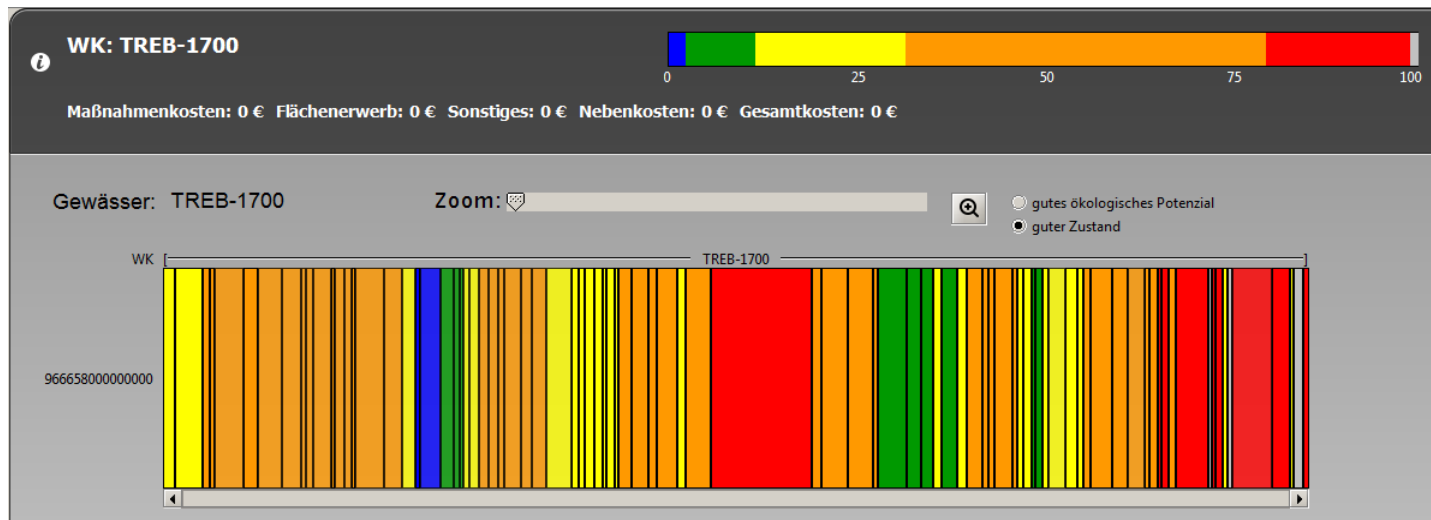 WK: TREB-1700
0 25 50 75 100
Maßnahmenkosten: 0 € Flächenerwerb: 0 € Sonstiges: 0 € Nebenkosten: 0 € Gesamtkosten: 0 €
Gewässer: TREB-1700 Zoom: gutes ökologisches Potenzial
guter Zustand
WK [ TREB-1700 ]
966658000000000